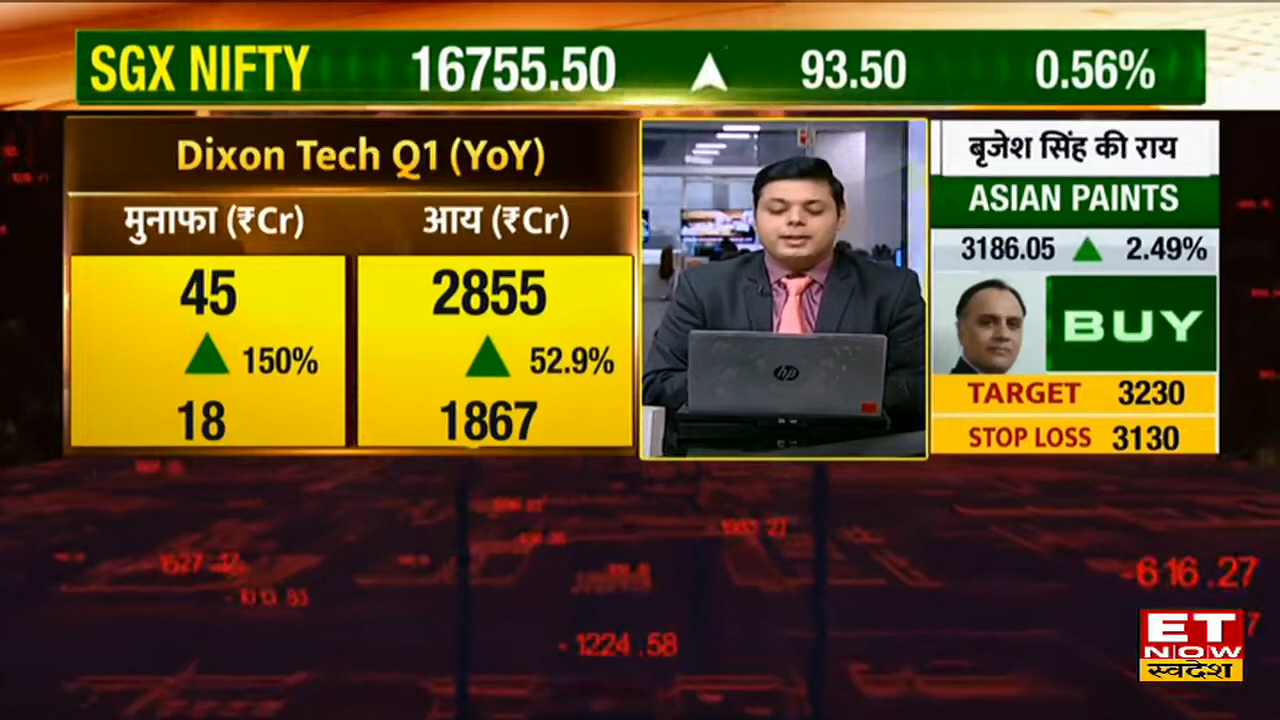 SGX NIFTY 16755.50 93.50 0.56%
Dixon Tech Q1 (YoY)
मुनाफा (₹Cr) आय (₹Cr)
45 2855
150% 52.9%
18 1867
hp
बृजेश सिंह की राय
ASIAN PAINTS
3186.05 2.49%
BUY
TARGET 3230
STOP LOSS 3130
-616.27
- 1224.58
ET
NOW
स्वदेश